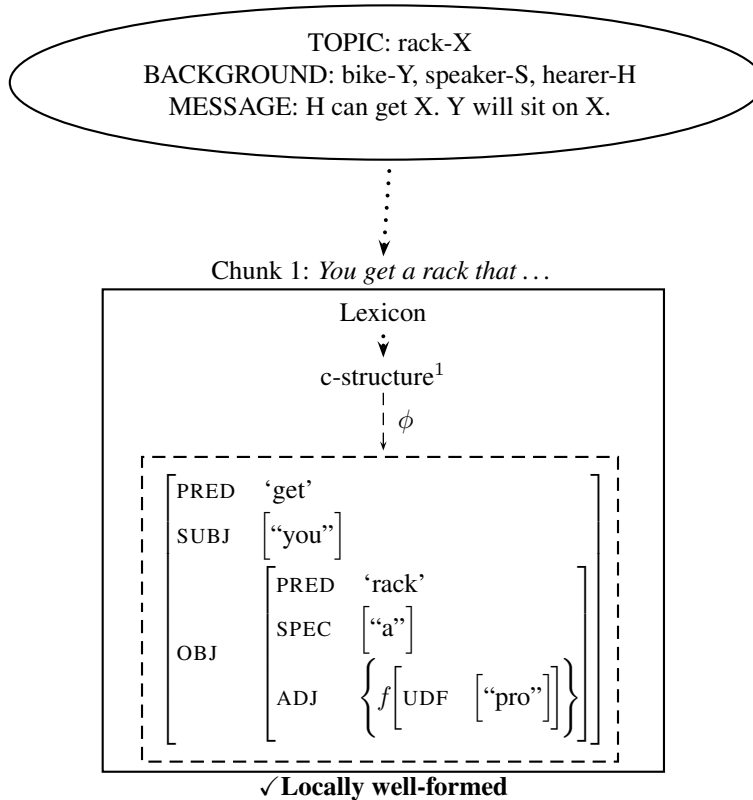 TOPIC: rack-X
BACKGROUND: bike-Y, speaker-S, hearer-H
MESSAGE: H can get X. Y will sit on X.
Chunk 1: You get a rack that ...
Lexicon
c-structure¹
ϕ
PRED ‘get’
SUBJ [“you”]
PRED ‘rack’
SPEC [“a”]
OBJ
ADJ {f[UDF [“pro”]]}
✓Locally well-formed